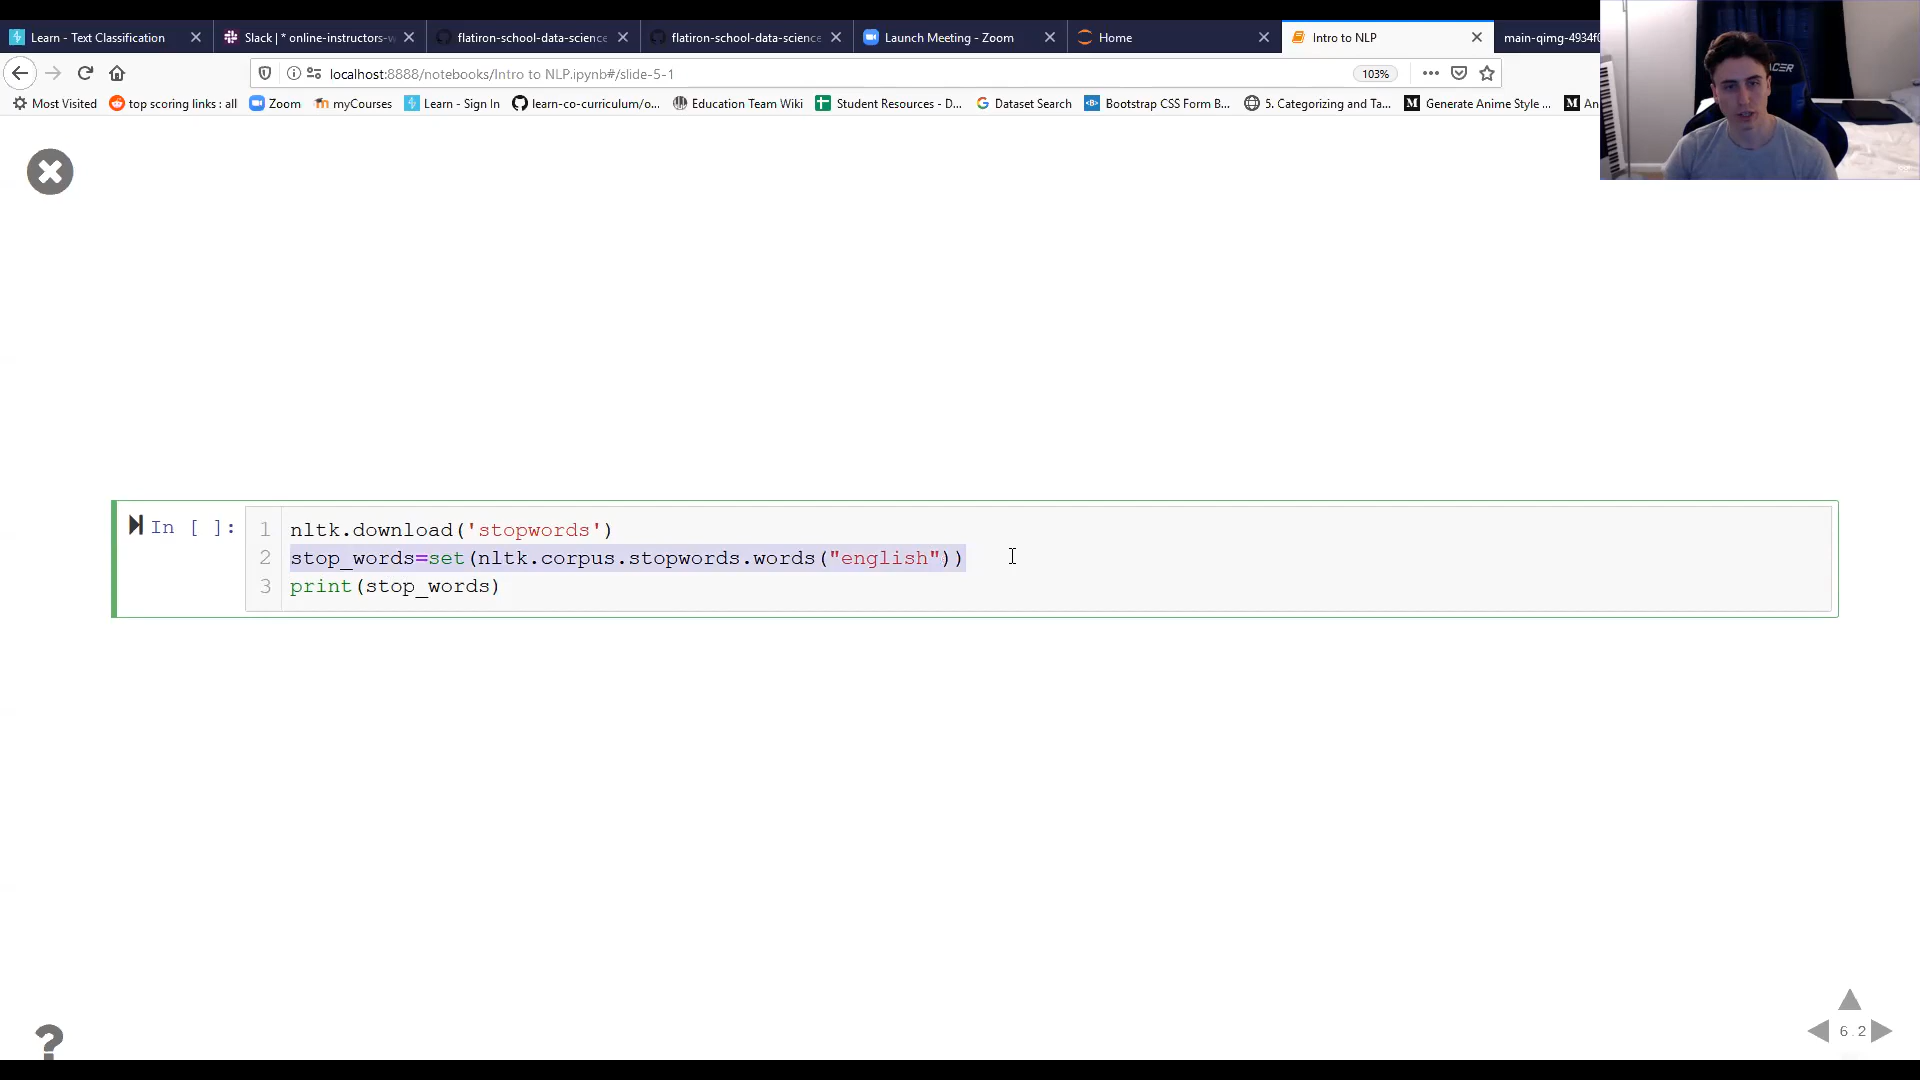 Learn - Text Classification
Slack | * online-instructors-w
flatiron-school-data-science
flatiron-school-data-science
Launch Meeting - Zoom
Home
Intro to NLP
main-qimg-4934f0
localhost:8888/notebooks/Intro to NLP.ipynb#/slide-5-1
103%
Most Visited
top scoring links : all
Zoom
myCourses
Learn - Sign In
learn-co-curriculum/o...
Education Team Wiki
Student Resources - D...
Dataset Search
Bootstrap CSS Form B...
5. Categorizing and Ta...
Generate Anime Style ...
An
In [ ]:
1 nltk.download('stopwords')
2 stop_words=set(nltk.corpus.stopwords.words("english"))
3 print(stop_words)
?
6.2